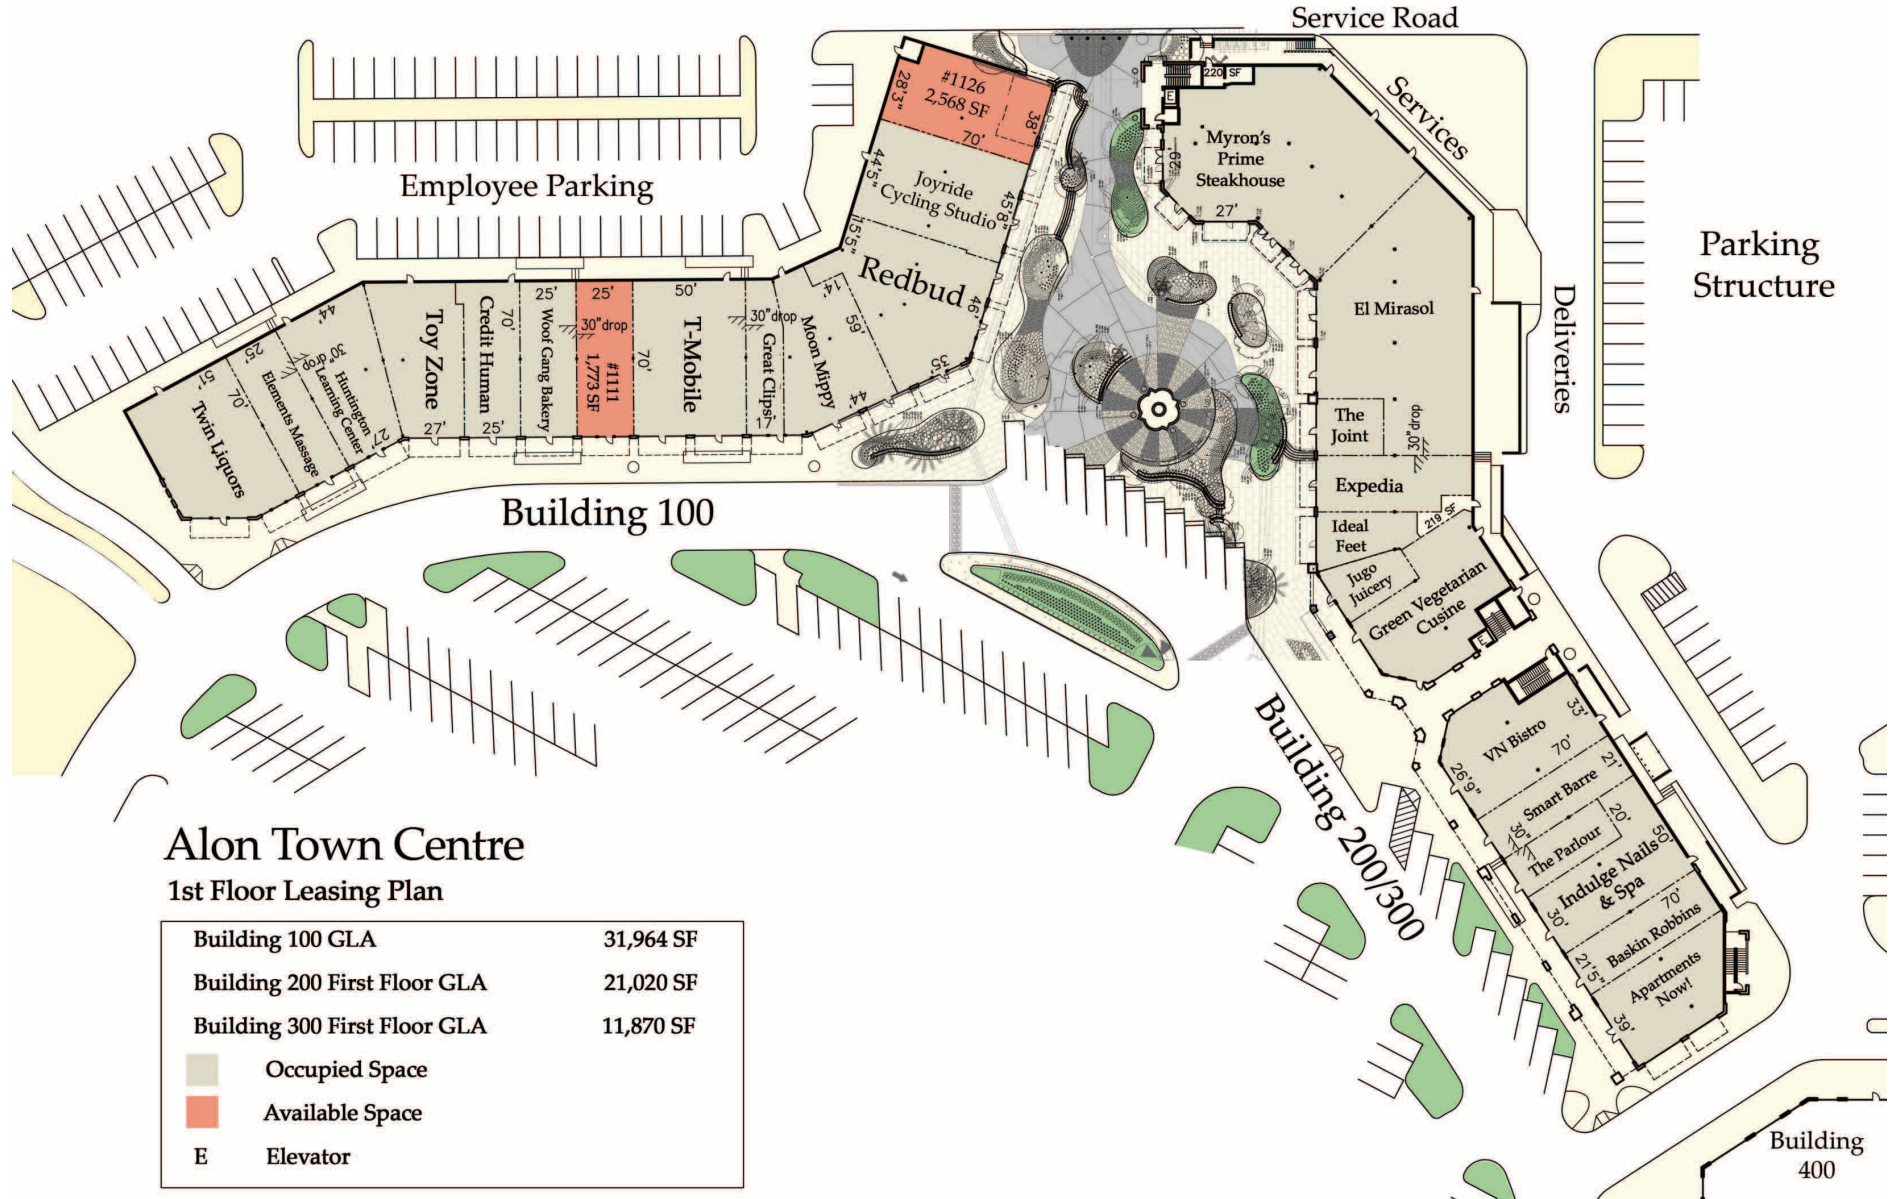 Service Road
Services
#1126
2,568 SF
28'3"
38'
70'
220 SF
E
Myron's
Prime
Steakhouse
29'
27'
Employee Parking
44'5"
Joyride
Cycling Studio
45'8"
15'5"
Redbud
46'
14'
59'
35'
Parking
Structure
Deliveries
El Mirasol
44'
25'
51'
70'
30" drop
Twin Liquors
Elements Massage
Huntington
Learning Center
27'
Toy Zone
27'
Credit Human
70'
25'
25'
Woof Gang Bakery
25'
30"drop
#1111
1,773 SF
50'
70'
T-Mobile
30"drop
Great Clips
17'
Moon Mippy
44'
The
Joint
30"drop
Expedia
219 SF
Ideal
Feet
Jugo
Juicery
Green Vegetarian
Cusine
E
Building 100
Building 200/300
33'
VN Bistro
70'
26'9"
21'
Smart Barre
20'
30"
The Parlour
50'
Indulge Nails
& Spa
30'
70'
Baskin Robbins
21'5"
Apartments
Now!
39'
Building
400
Alon Town Centre
1st Floor Leasing Plan
Building 100 GLA 31,964 SF
Building 200 First Floor GLA 21,020 SF
Building 300 First Floor GLA 11,870 SF
Occupied Space
Available Space
E Elevator